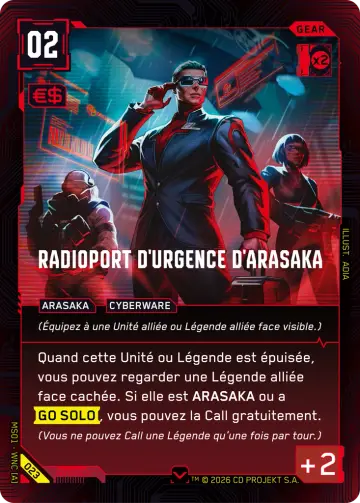 02
GEAR
x2
€$
RADIOPORT D'URGENCE D'ARASAKA
ILLUST. ADIA
ARASAKA
CYBERWARE
(Équipez à une Unité alliée ou Légende alliée face visible.)
Quand cette Unité ou Légende est épuisée,
vous pouvez regarder une Légende alliée
face cachée. Si elle est ARASAKA ou a
GO SOLO, vous pouvez la Call gratuitement.
(Vous ne pouvez Call une Légende qu'une fois par tour.)
+2
MS01 · WNC [A]
023
™ © 2026 CD PROJEKT S.A.